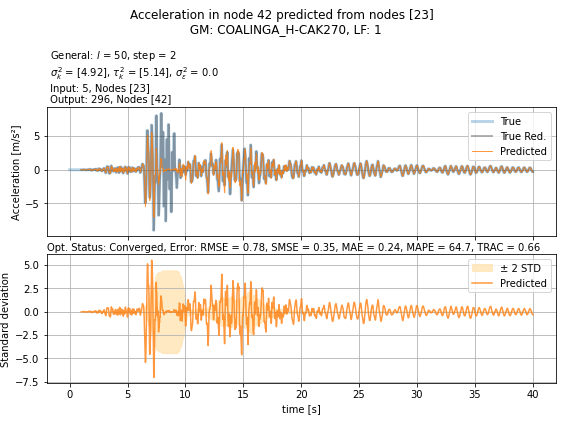 Acceleration in node 42 predicted from nodes [23]
GM: COALINGA_H-CAK270, LF: 1
General: l = 50, step = 2
σ²ₖ = [4.92], τ²ₖ = [5.14], σ²ε = 0.0
Input: 5, Nodes [23]
Output: 296, Nodes [42]
Acceleration [m/s²]
5
0
−5
True
True Red.
Predicted
Opt. Status: Converged, Error: RMSE = 0.78, SMSE = 0.35, MAE = 0.24, MAPE = 64.7, TRAC = 0.66
Standard deviation
5.0
2.5
0.0
−2.5
−5.0
−7.5
± 2 STD
Predicted
0 5 10 15 20 25 30 35 40
time [s]